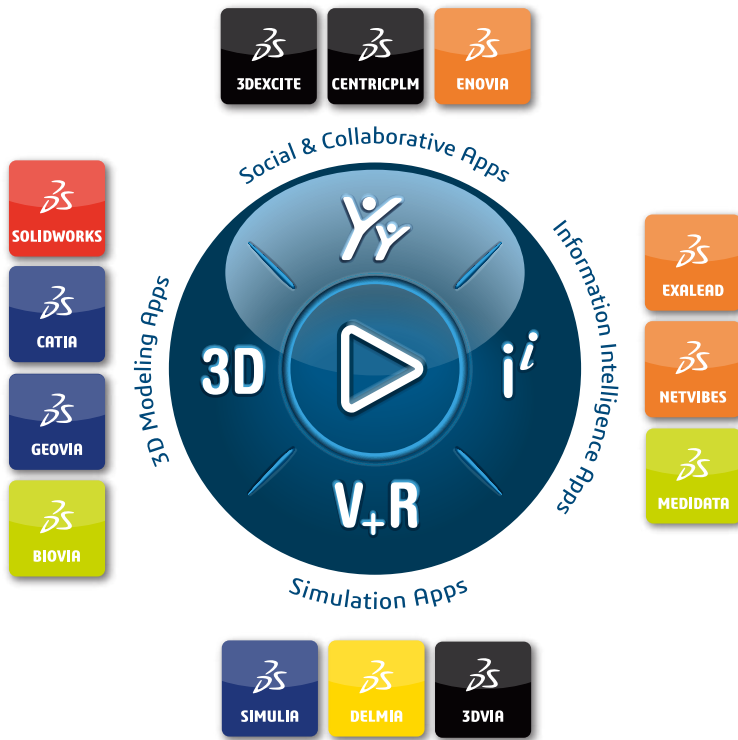 3DEXCITE
CENTRICPLM
ENOVIA
Social & Collaborative Apps
SOLIDWORKS
CATIA
GEOVIA
BIOVIA
3D Modeling Apps
3D
i i
V+R
Information Intelligence Apps
EXALEAD
NETVIBES
MEDIDATA
Simulation Apps
SIMULIA
DELMIA
3DVIA